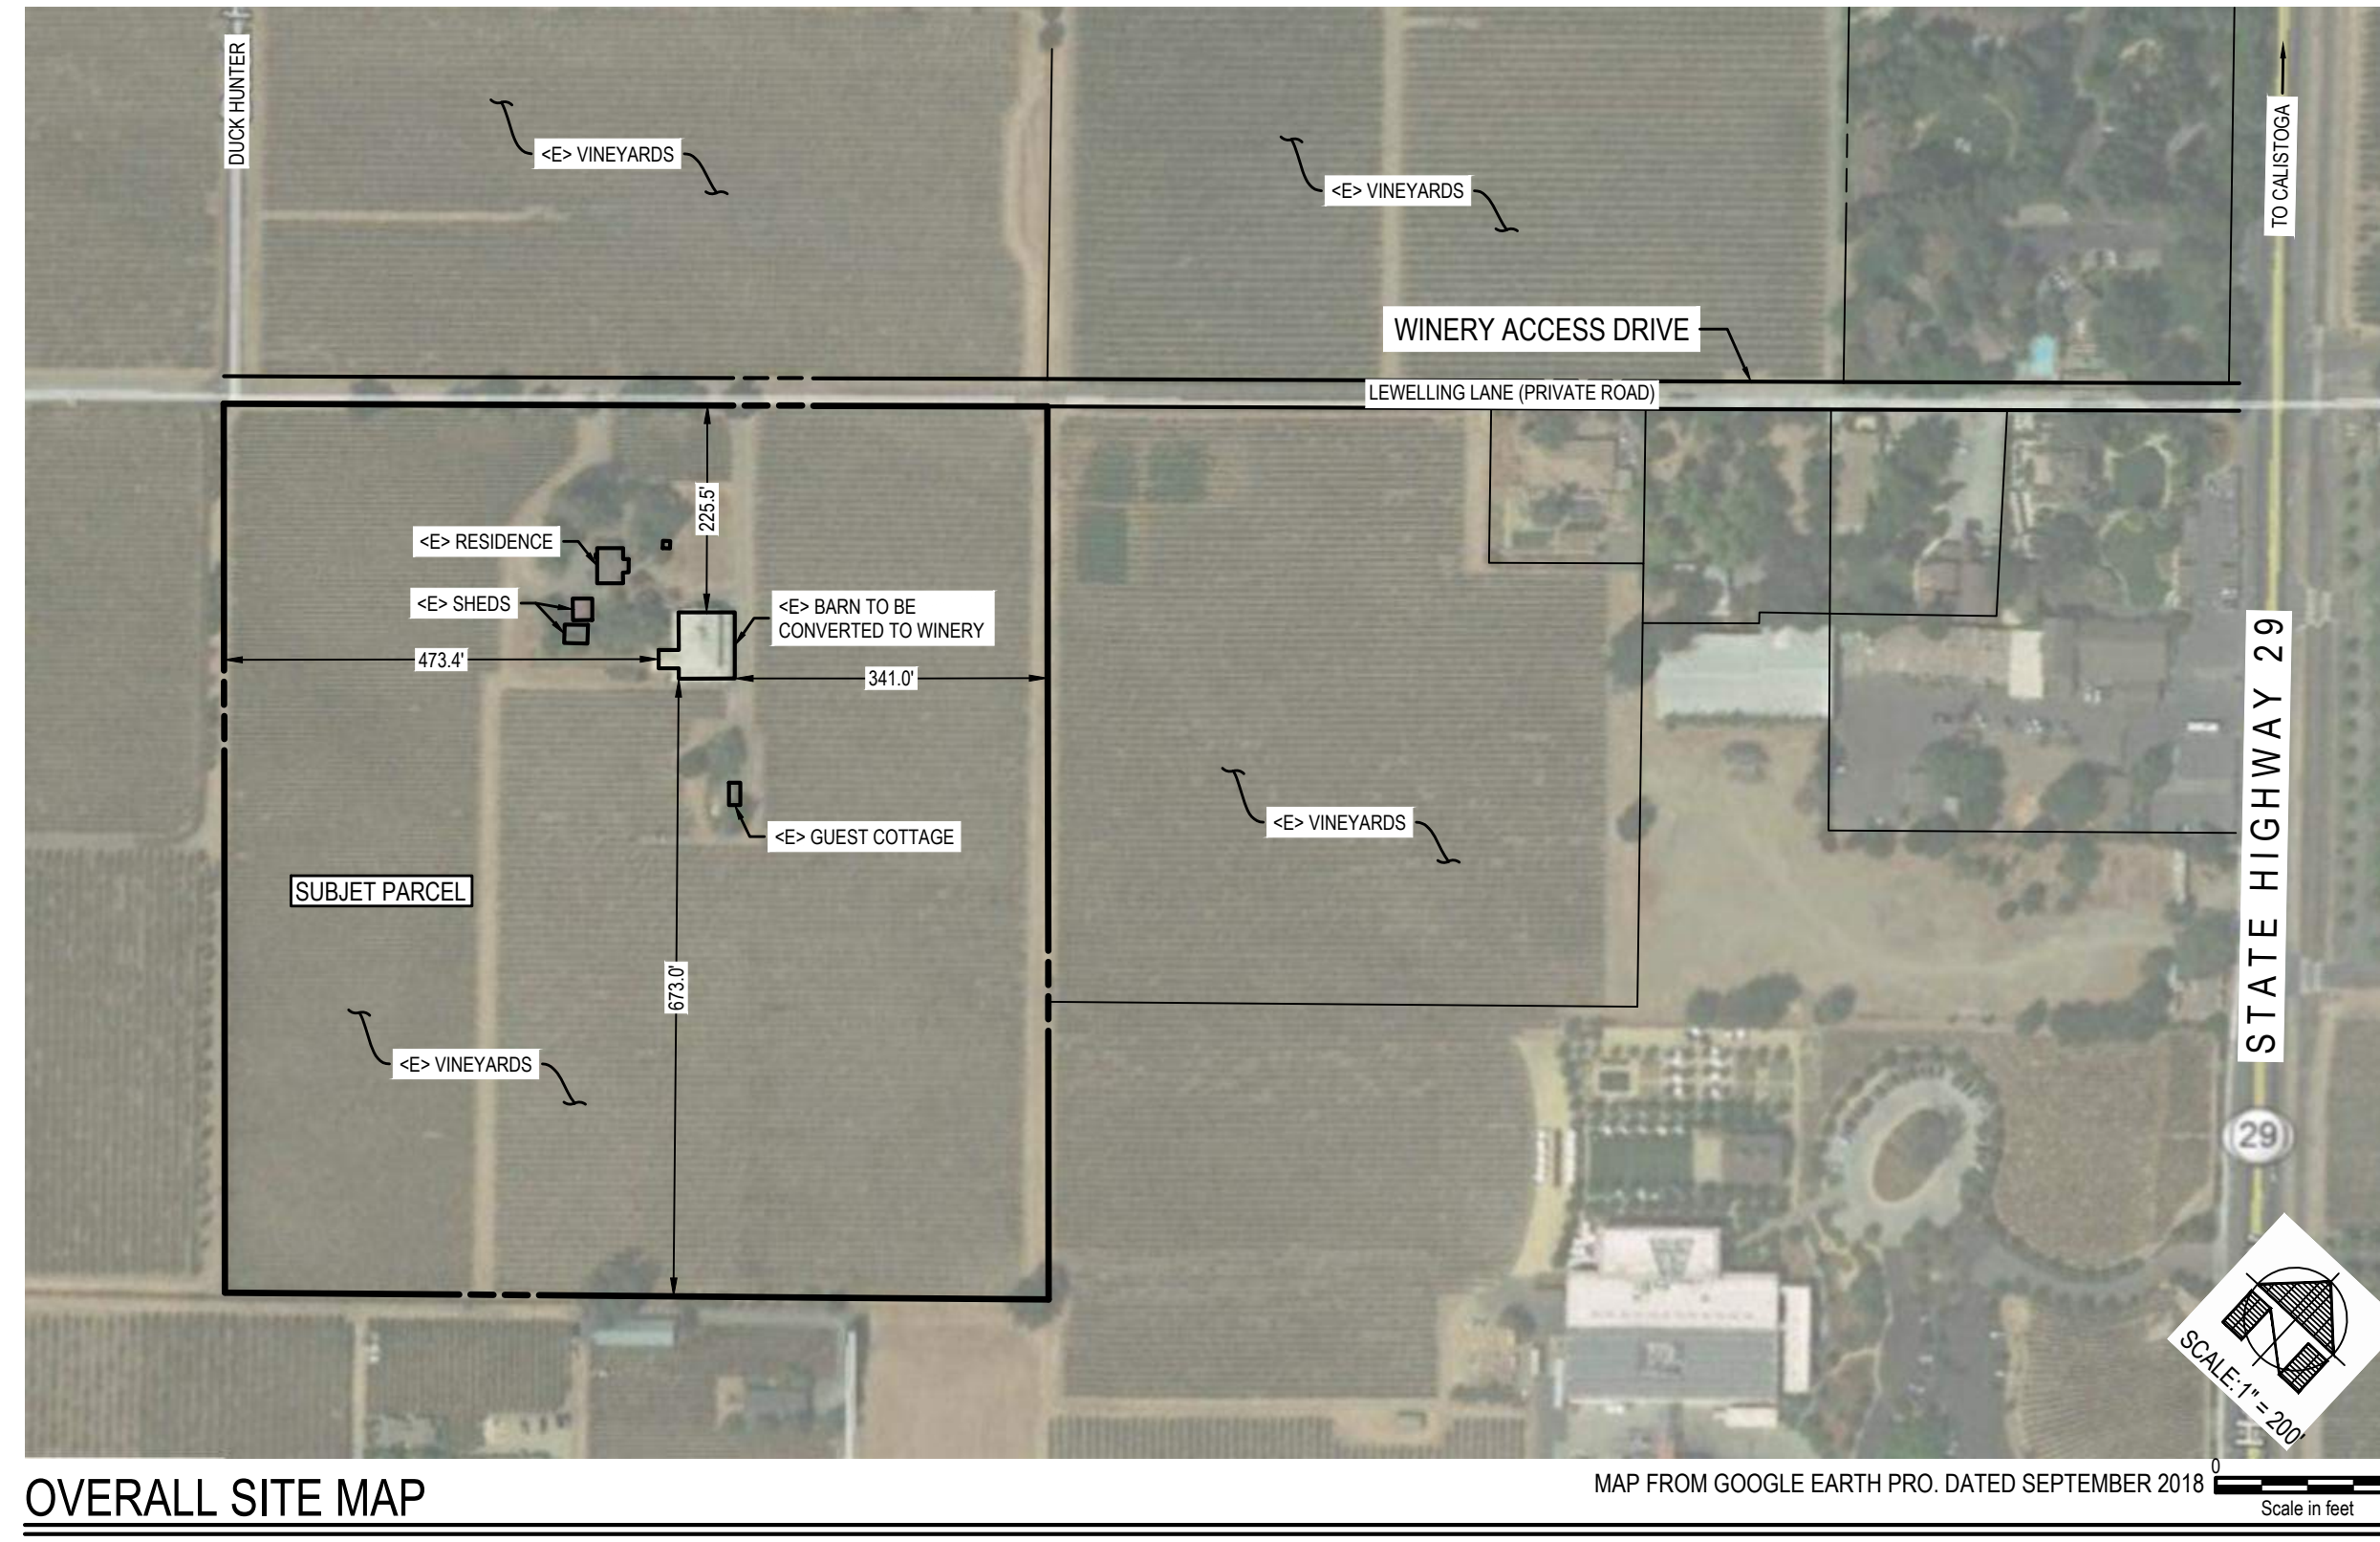 DUCK HUNTER
<E> VINEYARDS
<E> VINEYARDS
TO CALISTOGA
WINERY ACCESS DRIVE
LEWELLING LANE (PRIVATE ROAD)
225.5'
<E> RESIDENCE
<E> SHEDS
<E> BARN TO BE
CONVERTED TO WINERY
473.4'
341.0'
<E> GUEST COTTAGE
<E> VINEYARDS
STATE HIGHWAY 29
SUBJET PARCEL
673.0'
<E> VINEYARDS
29
SCALE: 1" = 200'
OVERALL SITE MAP
MAP FROM GOOGLE EARTH PRO. DATED SEPTEMBER 2018
0
Scale in feet